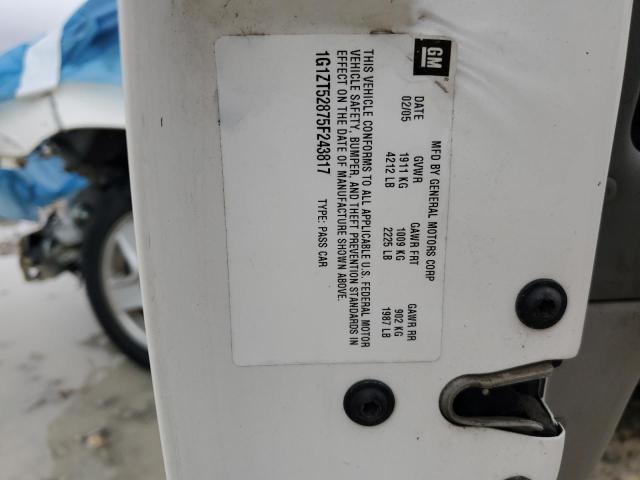 GM
MFD BY GENERAL MOTORS CORP
DATE GVWR GAWR FRT GAWR RR
02/05 1911 KG 1009 KG 902 KG
4212 LB 2225 LB 1987 LB
THIS VEHICLE CONFORMS TO ALL APPLICABLE U.S. FEDERAL MOTOR
VEHICLE SAFETY, BUMPER, AND THEFT PREVENTION STANDARDS IN
EFFECT ON THE DATE OF MANUFACTURE SHOWN ABOVE.
1G1ZT52875F243817 TYPE: PASS CAR